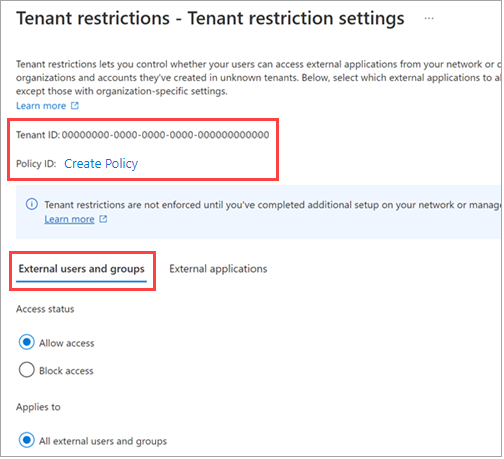 Tenant restrictions - Tenant restriction settings ...
Tenant restrictions lets you control whether your users can access external applications from your network or
organizations and accounts they've created in unknown tenants. Below, select which external applications to
except those with organization-specific settings.
Learn more
Tenant ID: 00000000-0000-0000-0000-000000000000
Policy ID: Create Policy
Tenant restrictions are not enforced until you've completed additional setup on your network or
Learn more
External users and groups External applications
Access status
Allow access
Block access
Applies to
All external users and groups